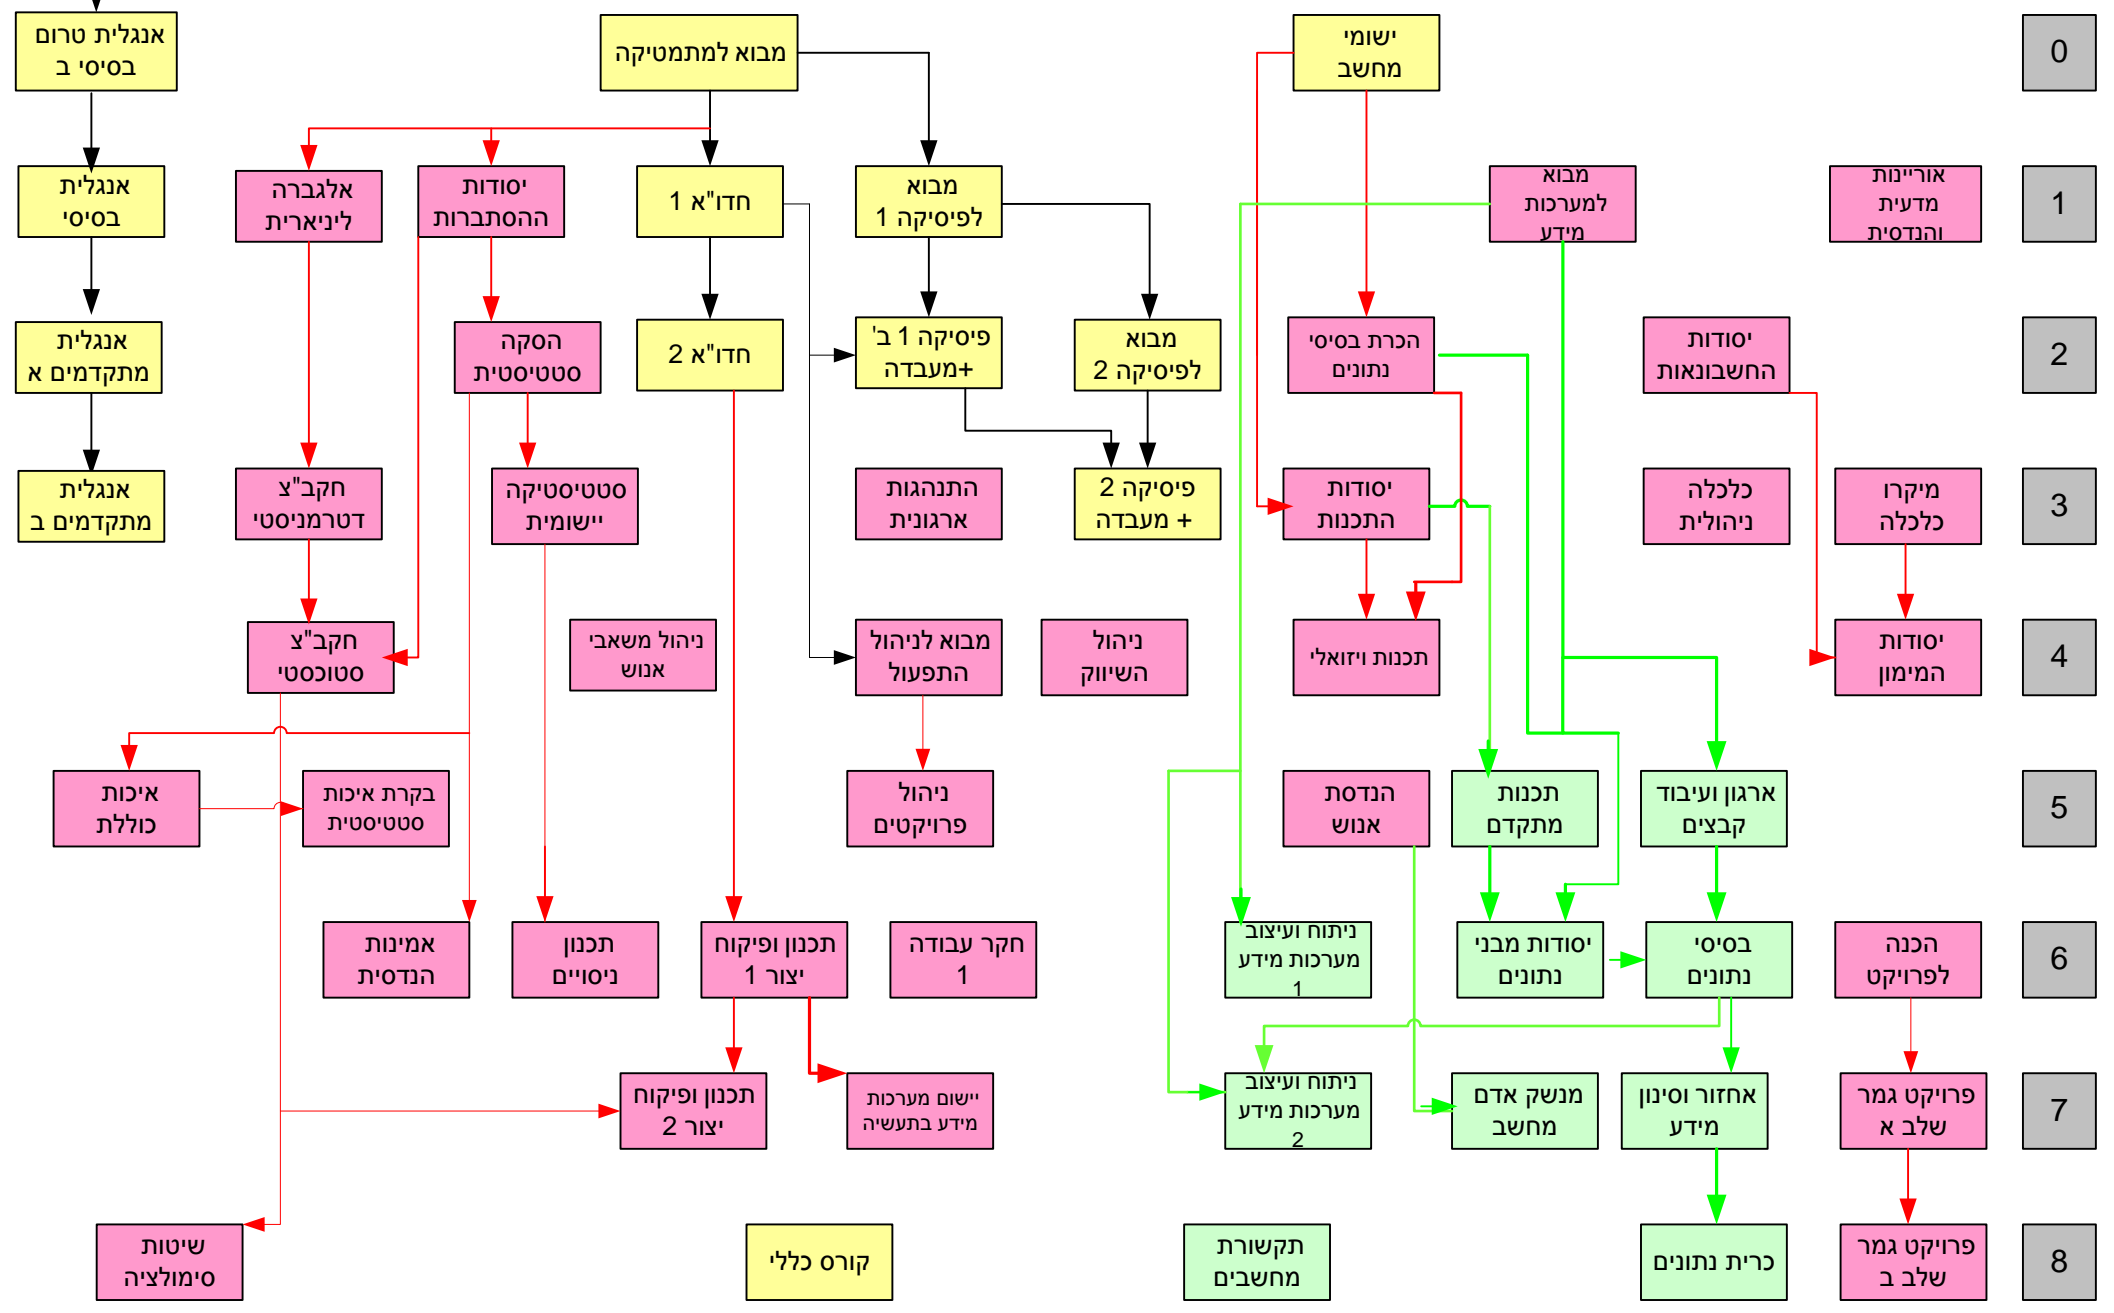 0
ישומי
מחשב
מבוא למתמטיקה
אנגלית טרום
בסיסי ב
1
אוריינות
מדעית
והנדסית
מבוא
למערכות
מידע
מבוא
לפיסיקה 1
חדו"א 1
יסודות
ההסתברות
אלגברה
ליניארית
אנגלית
בסיסי
2
יסודות
החשבונאות
הכרת בסיסי
נתונים
מבוא
לפיסיקה 2
פיסיקה 1 ב'
+מעבדה
חדו"א 2
הסקה
סטטיסטית
אנגלית
מתקדמים א
3
מיקרו
כלכלה
כלכלה
ניהולית
יסודות
התכנות
פיסיקה 2
+ מעבדה
התנהגות
ארגונית
סטטיסטיקה
יישומית
חקב"צ
דטרמניסטי
אנגלית
מתקדמים ב
4
יסודות
המימון
תכנות ויזואלי
ניהול
השיווק
מבוא לניהול
התפעול
ניהול משאבי
אנוש
חקב"צ
סטוכסטי
5
ארגון ועיבוד
קבצים
תכנות
מתקדם
הנדסת
אנוש
ניהול
פרויקטים
בקרת איכות
סטטיסטית
איכות
כוללת
6
הכנה
לפרויקט
בסיסי
נתונים
יסודות מבני
נתונים
ניתוח ועיצוב
מערכות מידע
1
חקר עבודה
1
תכנון ופיקוח
יצור 1
תכנון
ניסויים
אמינות
הנדסית
7
פרויקט גמר
שלב א
אחזור וסינון
מידע
מנשק אדם
מחשב
ניתוח ועיצוב
מערכות מידע
2
יישום מערכות
מידע בתעשיה
תכנון ופיקוח
יצור 2
8
פרויקט גמר
שלב ב
כרית נתונים
תקשורת
מחשבים
קורס כללי
שיטות
סימולציה